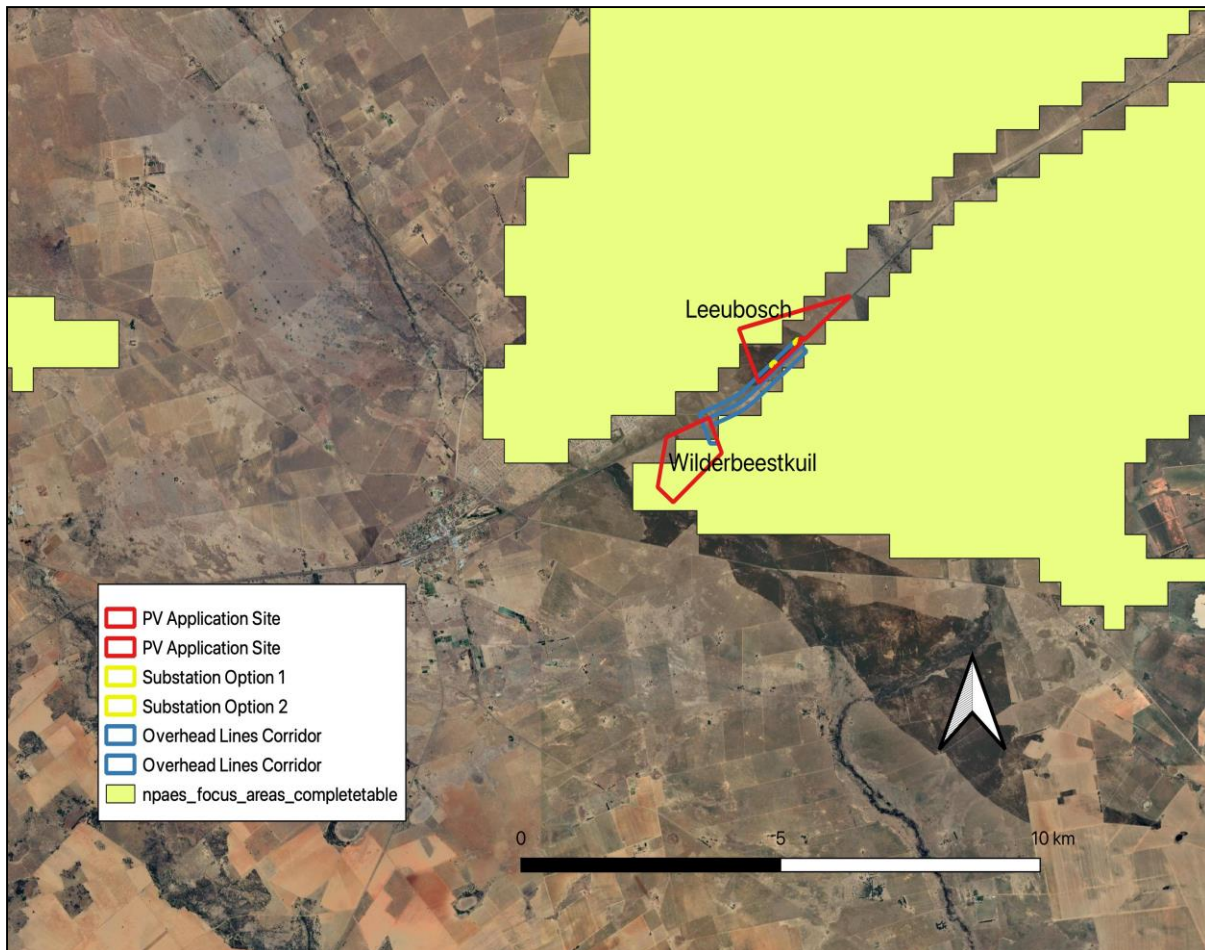 Leeubosch
Wilderbeestkuil
PV Application Site
PV Application Site
Substation Option 1
Substation Option 2
Overhead Lines Corridor
Overhead Lines Corridor
npaes_focus_areas_completetable
0 5 10 km